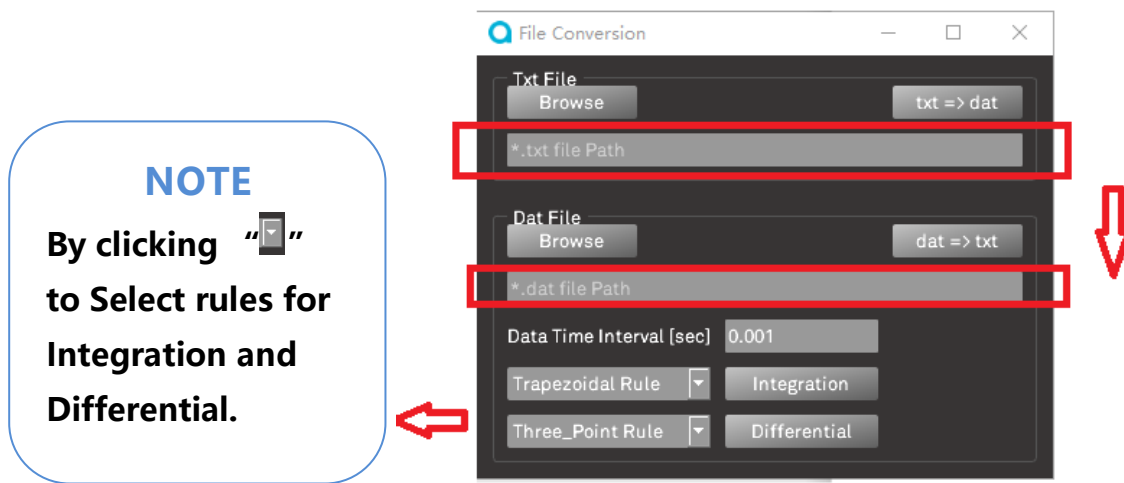 File Conversion
Txt File
Browse
txt => dat
*.txt file Path
Dat File
Browse
dat => txt
*.dat file Path
Data Time Interval [sec] 0.001
Trapezoidal Rule Integration
Three_Point Rule Differential
NOTE
By clicking “ ”
to Select rules for
Integration and
Differential.